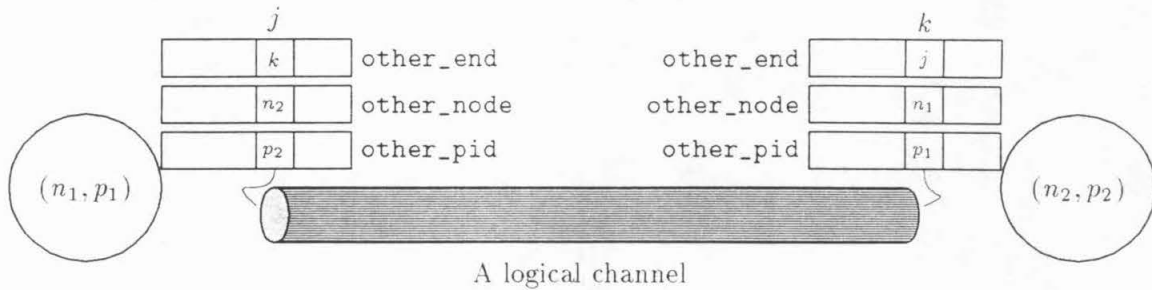 j k
k other_end other_end j
n₂ other_node other_node n₁
p₂ other_pid other_pid p₁
(n₁, p₁) (n₂, p₂)
A logical channel